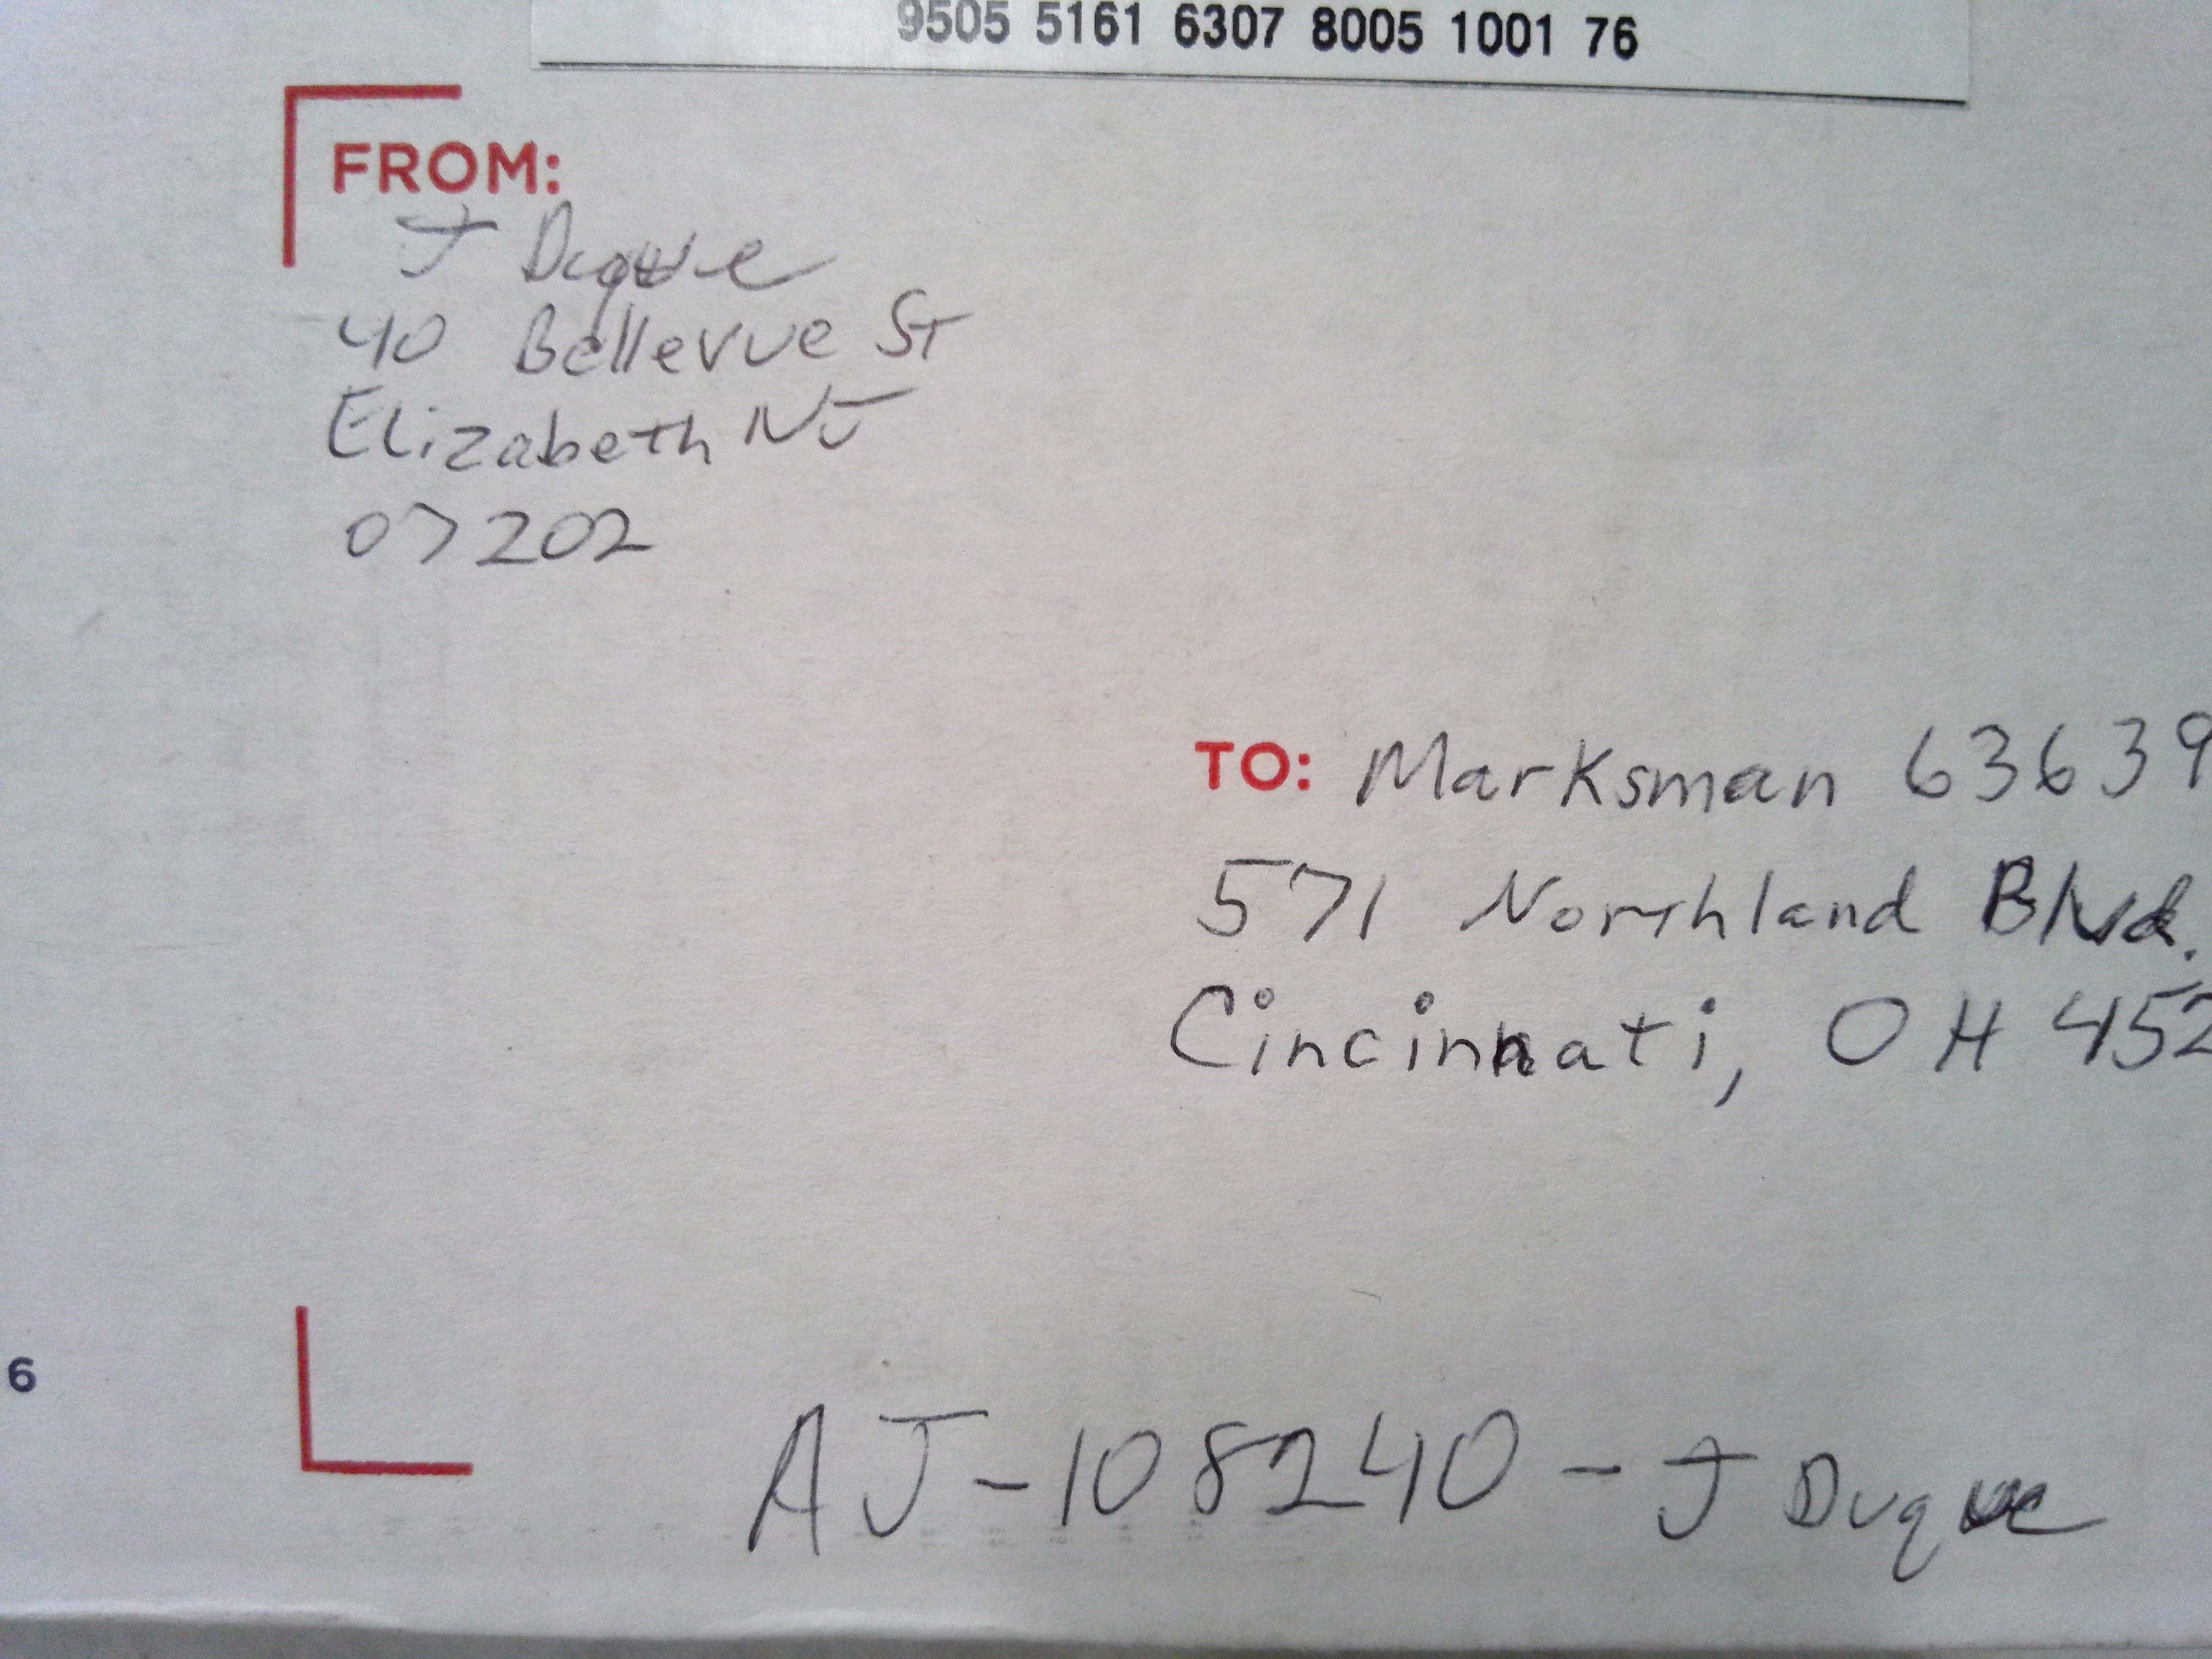 9505 5161 6307 8005 1001 76
FROM:
J Duque
40 Bellevue ST
Elizabeth NJ
07202
TO: Marksman 63639
571 Northland Blvd.
Cincinnati, OH 452
6
AJ-108240 - J Duque